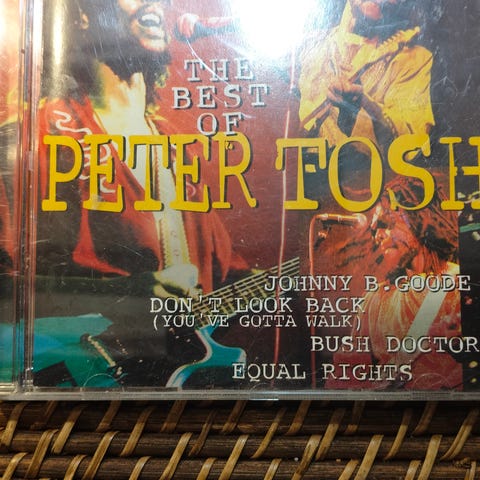 THE
BEST
OF
PETER TOSH
JOHNNY B.GOODE
DON'T LOOK BACK
(YOU'VE GOTTA WALK)
BUSH DOCTOR
EQUAL RIGHTS